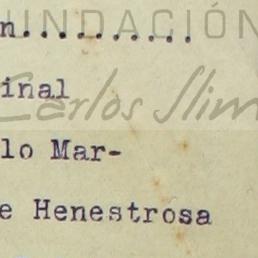 FUNDACIÓN
n..........
inal
Carlos Slim
lo Mar-
e Henestrosa